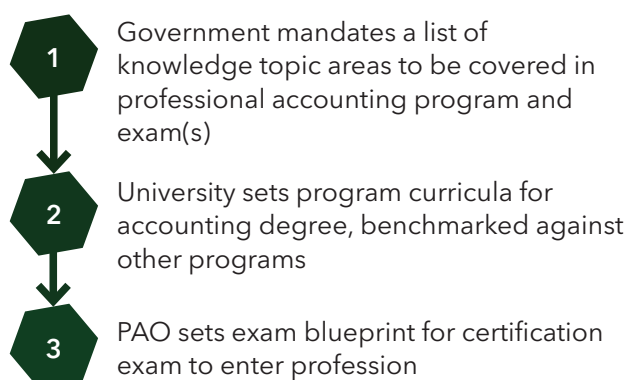 1
Government mandates a list of
knowledge topic areas to be covered in
professional accounting program and
exam(s)
2
University sets program curricula for
accounting degree, benchmarked against
other programs
3
PAO sets exam blueprint for certification
exam to enter profession